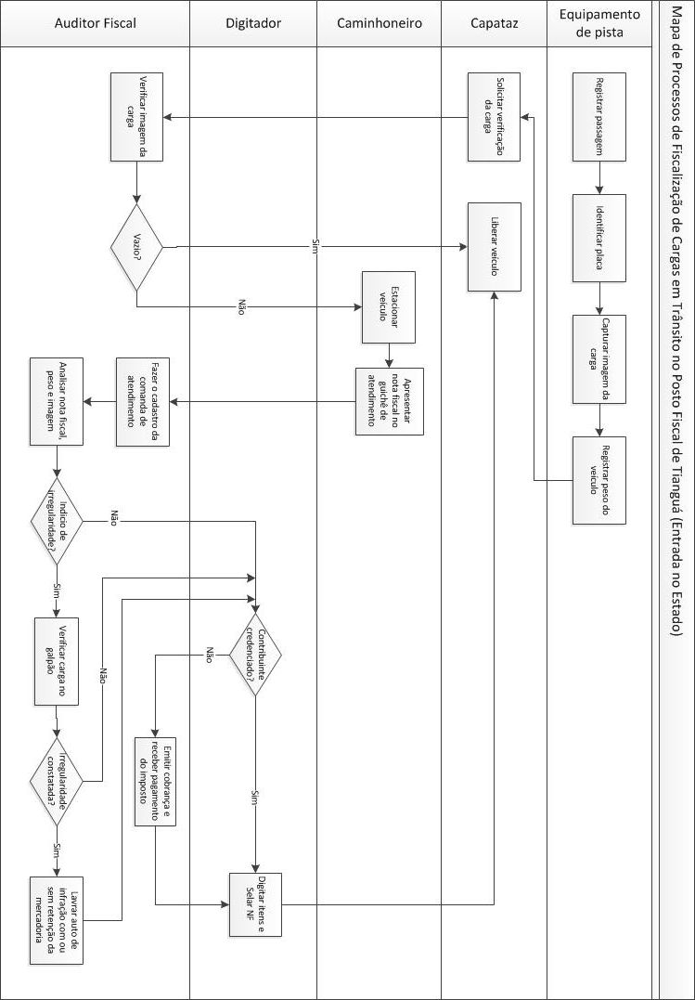 Mapa de Processos de Fiscalização de Cargas em Trânsito no Posto Fiscal de Tianguá (Entrada no Estado)
Equipamento
de pista
Registrar passagem
Identificar placa
Capturar imagem da
carga
Registrar peso do
veículo
Capataz
Solicitar verificação
da carga
Liberar veículo
Caminhoneiro
Estacionar
veículo
Apresentar
nota fiscal no
guichê de
atendimento
Digitador
Contribuinte
credenciado?
Não
Sim
Digitar itens e
Selar NF
Auditor Fiscal
Verificar imagem da
carga
Vazio?
Sim
Não
Fazer o cadastro da
comanda de
atendimento
Analisar nota fiscal,
peso e imagem
Indicio de
irregularidade?
Não
Sim
Verificar carga no
galpão
Irregularidade
constatada?
Não
Sim
Lavrar auto de
infração com ou
sem retenção da
mercadoria
Emitir cobrança e
receber pagamento
do imposto